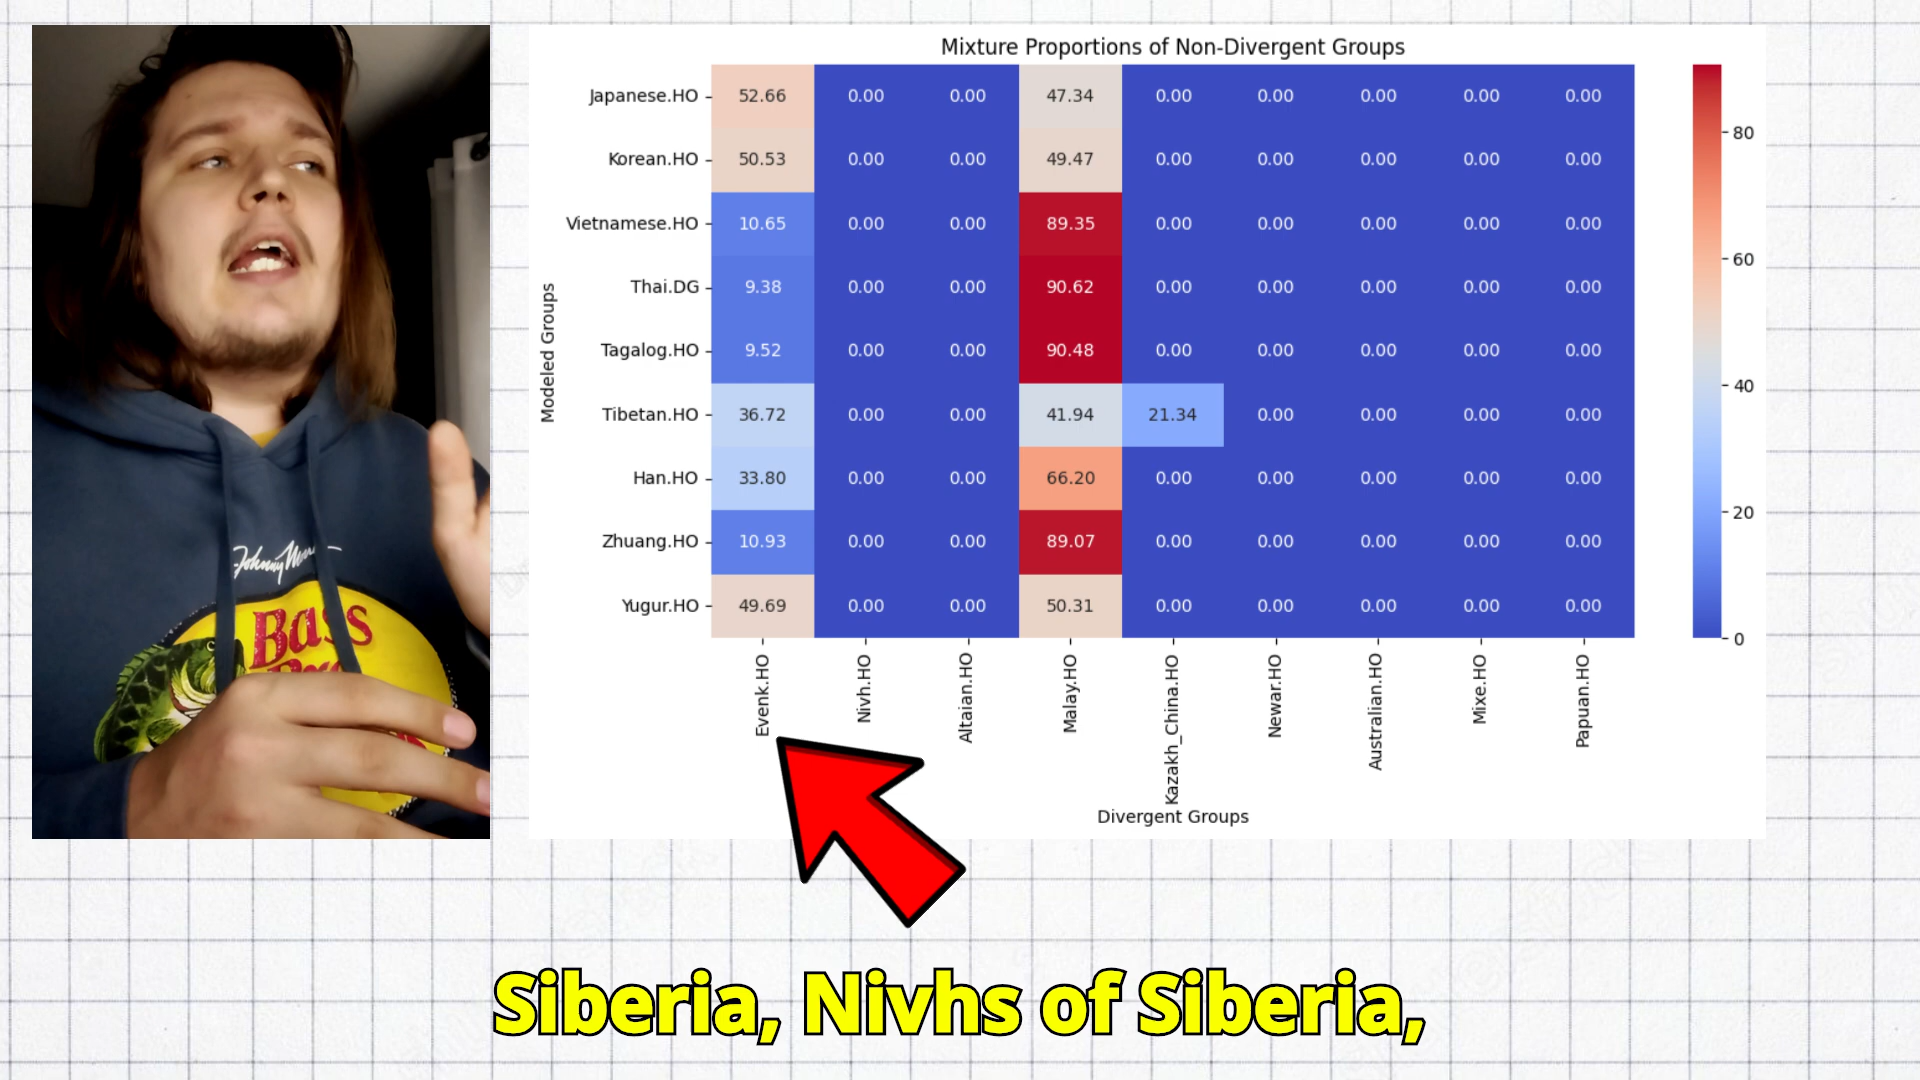 Mixture Proportions of Non-Divergent Groups
Modeled Groups
Japanese.HO 52.66 0.00 0.00 47.34 0.00 0.00 0.00 0.00 0.00
Korean.HO 50.53 0.00 0.00 49.47 0.00 0.00 0.00 0.00 0.00
Vietnamese.HO 10.65 0.00 0.00 89.35 0.00 0.00 0.00 0.00 0.00
Thai.DG 9.38 0.00 0.00 90.62 0.00 0.00 0.00 0.00 0.00
Tagalog.HO 9.52 0.00 0.00 90.48 0.00 0.00 0.00 0.00 0.00
Tibetan.HO 36.72 0.00 0.00 41.94 21.34 0.00 0.00 0.00 0.00
Han.HO 33.80 0.00 0.00 66.20 0.00 0.00 0.00 0.00 0.00
Zhuang.HO 10.93 0.00 0.00 89.07 0.00 0.00 0.00 0.00 0.00
Yugur.HO 49.69 0.00 0.00 50.31 0.00 0.00 0.00 0.00 0.00
Evenk.HO Nivh.HO Altaian.HO Malay.HO Kazakh_China.HO Newar.HO Australian.HO Mixe.HO Papuan.HO
Divergent Groups
80
60
40
20
0
Johnny
Bass
Siberia, Nivhs of Siberia,